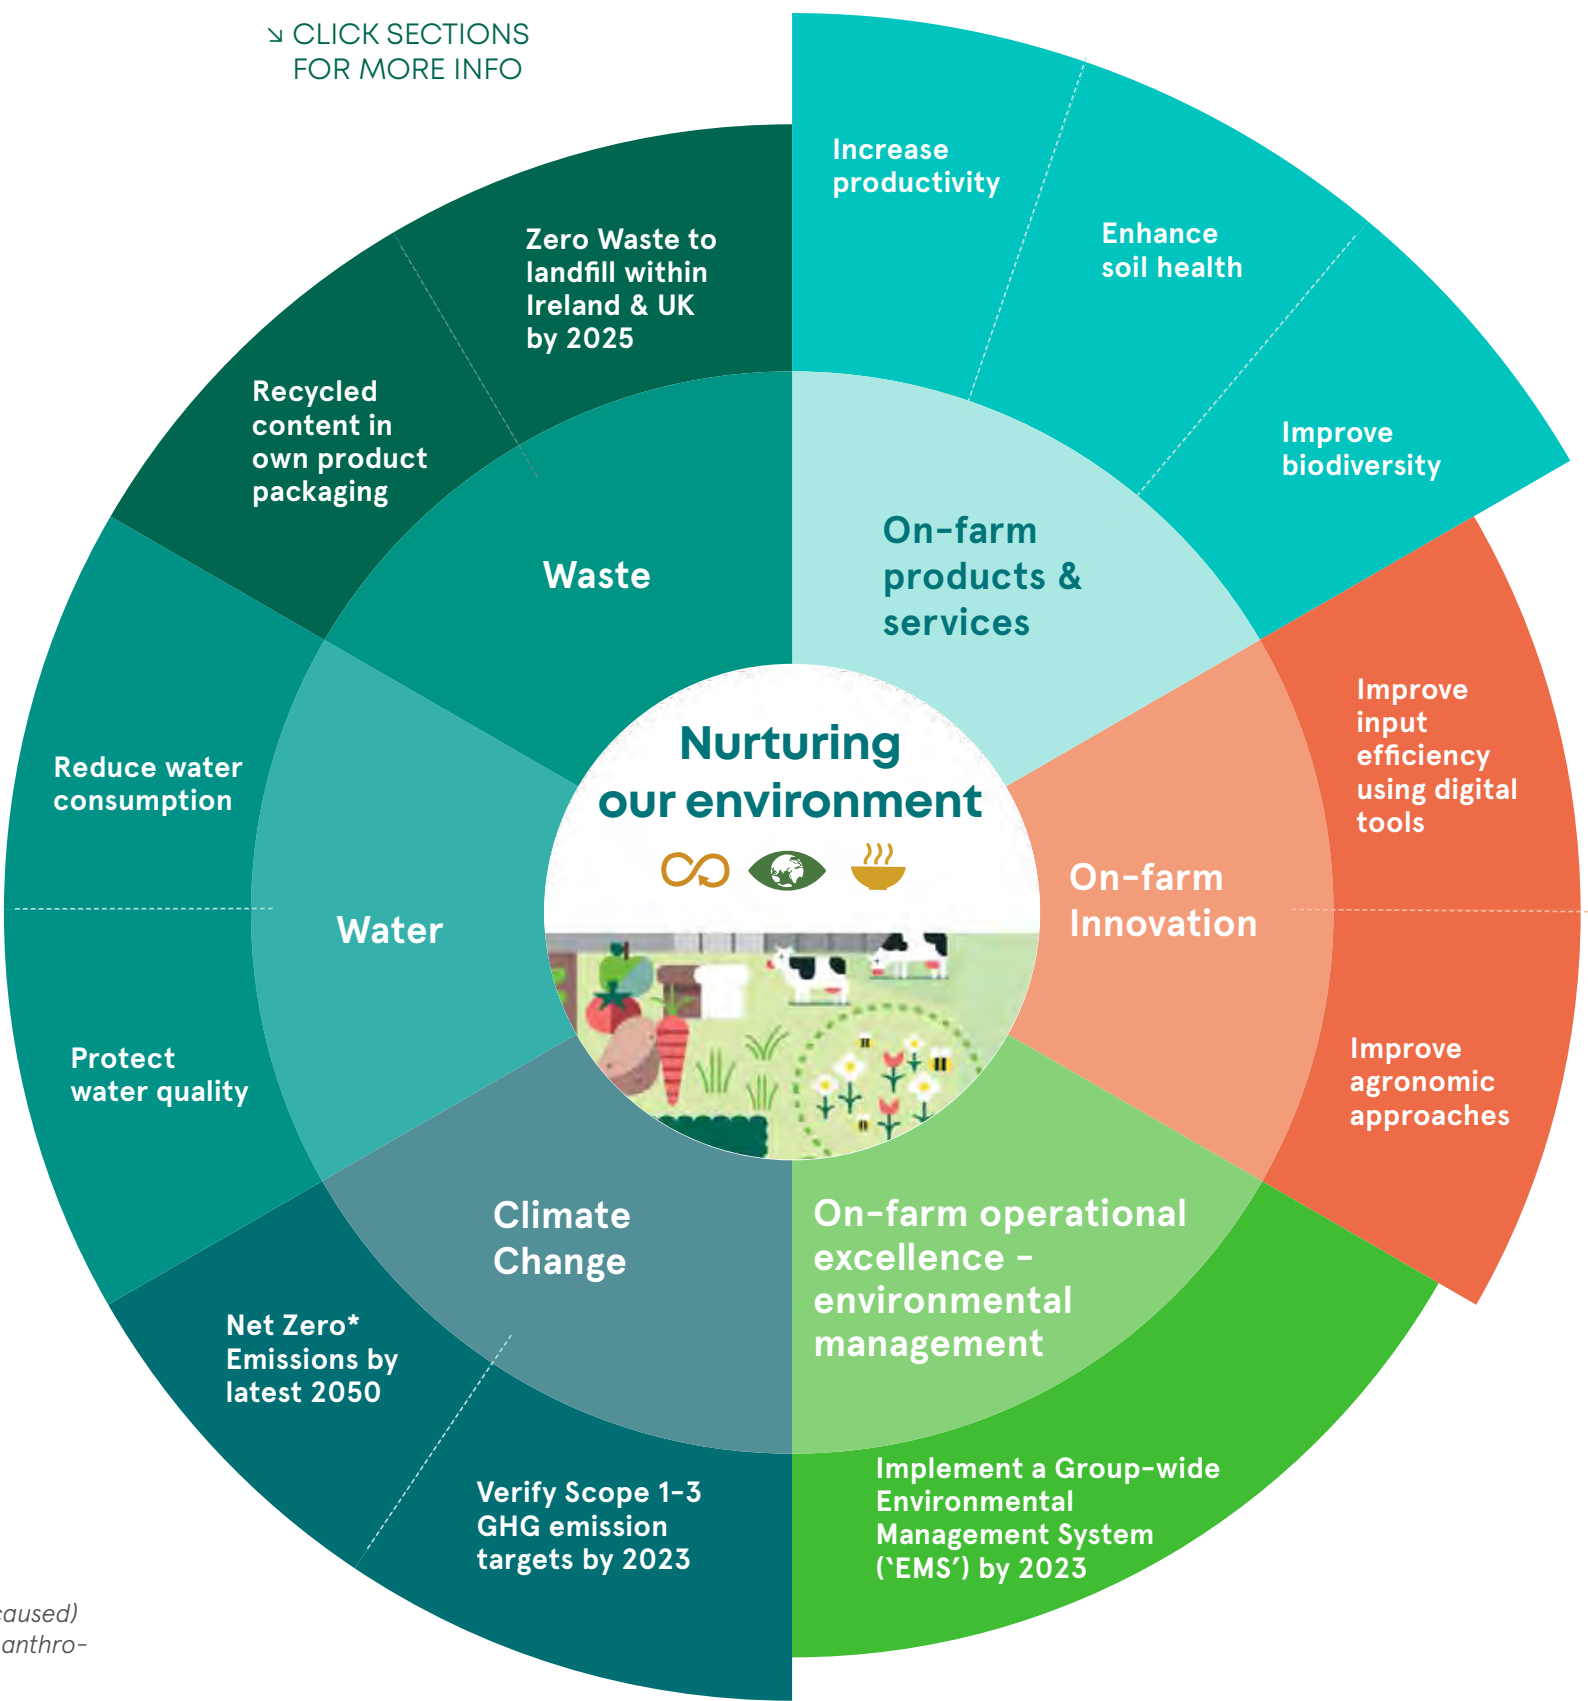 ↘ CLICK SECTIONS
FOR MORE INFO
Increase
productivity
Enhance
soil health
Improve
biodiversity
Zero Waste to
landfill within
Ireland & UK
by 2025
Recycled
content in
own product
packaging
Waste
On-farm
products &
services
Reduce water
consumption
Protect
water quality
Water
Nurturing
our environment
On-farm
Innovation
Improve
input
efficiency
using digital
tools
Improve
agronomic
approaches
Climate
Change
On-farm operational
excellence –
environmental
management
Net Zero*
Emissions by
latest 2050
Verify Scope 1-3
GHG emission
targets by 2023
Implement a Group-wide
Environmental
Management System
(‘EMS’) by 2023
caused)
anthro-